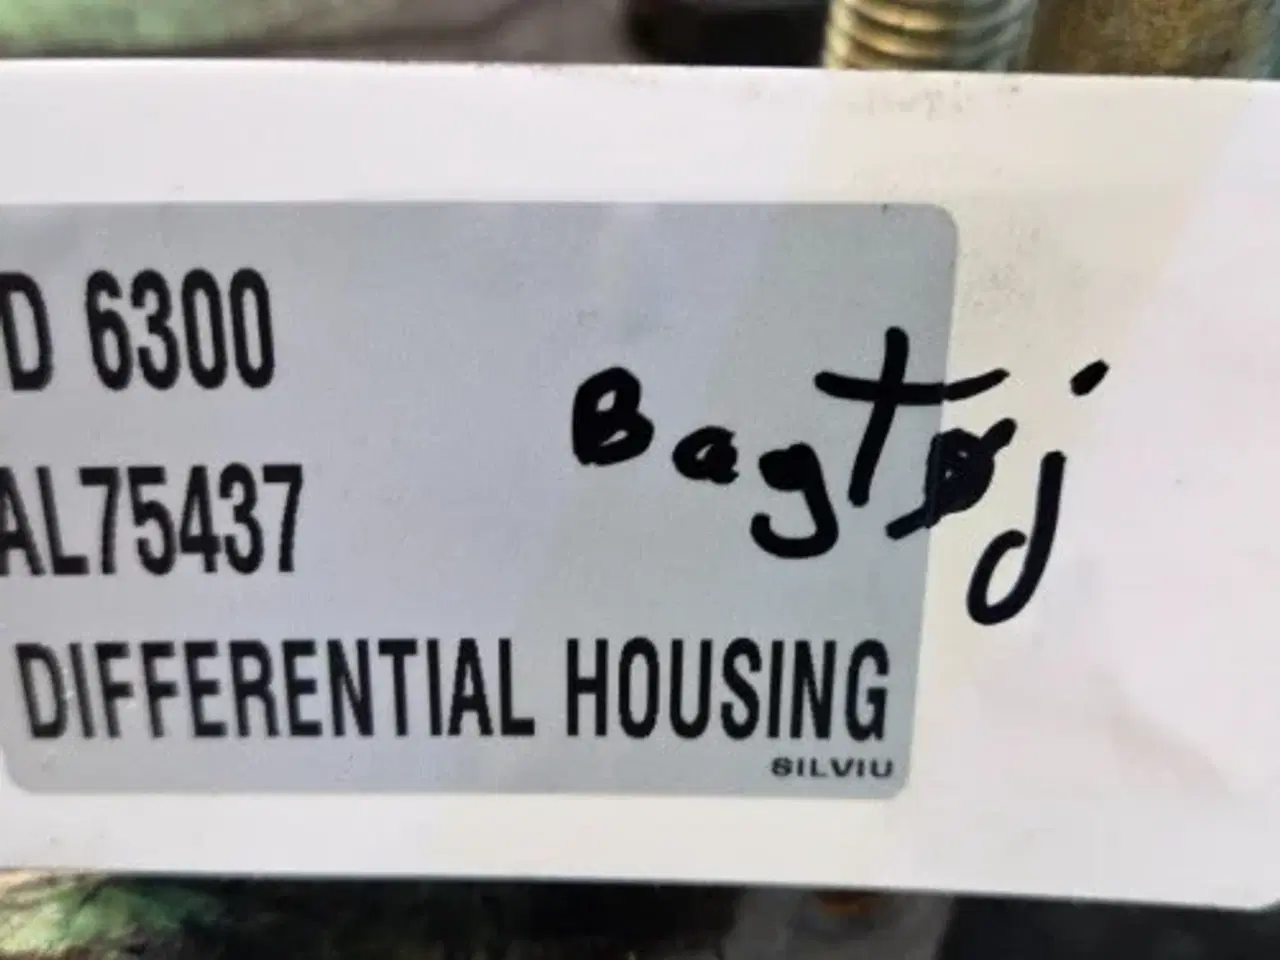 D 6300
Bagtøj
AL75437
DIFFERENTIAL HOUSING
SILVIU